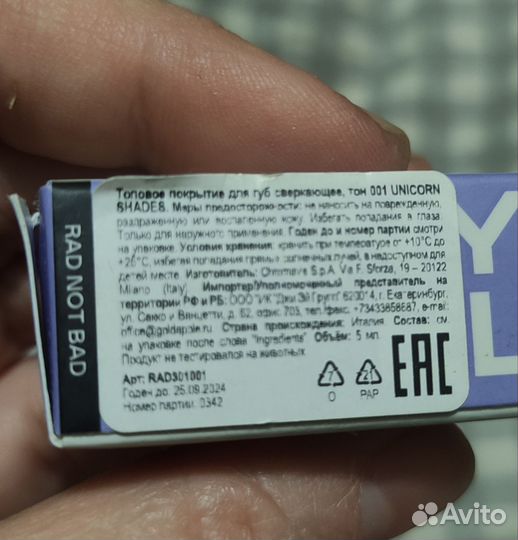 Топовое покрытие для губ сверкающее, тон 001 UNICORN
SHADES. Меры предосторожности: не наносить на поврежденную,
раздраженную или воспаленную кожу. Избегать попадания в глаза.
Только для наружного применения. Годен до и номер партии смотри
на упаковке. Условия хранения: хранить при температуре от +10°C до
+25°C, избегая попадания прямых солнечных лучей, в недоступном для
детей месте. Изготовитель: Chromavis S.p.A. Via F. Sforza, 19 – 20122
Milano (Italy). Импортер/Уполномоченный представитель на
территории РФ и РБ: ООО "ИК "Джи Эй Групп" 620014, г. Екатеринбург,
ул. Сакко и Ванцетти, д. 62, офис 703, тел./факс. +73433858687, e-mail:
office@goldapple.ru. Страна происхождения: Италия. Состав: см.
на упаковке после слова "Ingredients". Объём: 5 мл.
Продукт не тестировался на животных.
Арт: RAD301001
Годен до: 25.09.2024
Номер партии: 0342
7
O
21
PAP
EAC
RAD NOT BAD
Y
L
Avito